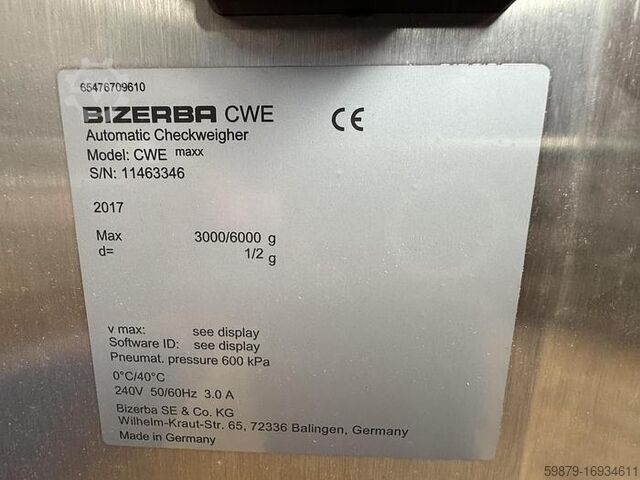 65476709610
BIZERBA CWE
Automatic Checkweigher
Model: CWE maxx
S/N: 11463346
CE
2017
Max 3000/6000 g
d= 1/2 g
v max: see display
Software ID: see display
Pneumat. pressure 600 kPa
0°C/40°C
240V 50/60Hz 3.0 A
Bizerba SE & Co. KG
Wilhelm-Kraut-Str. 65, 72336 Balingen, Germany
Made in Germany
59879-16934611